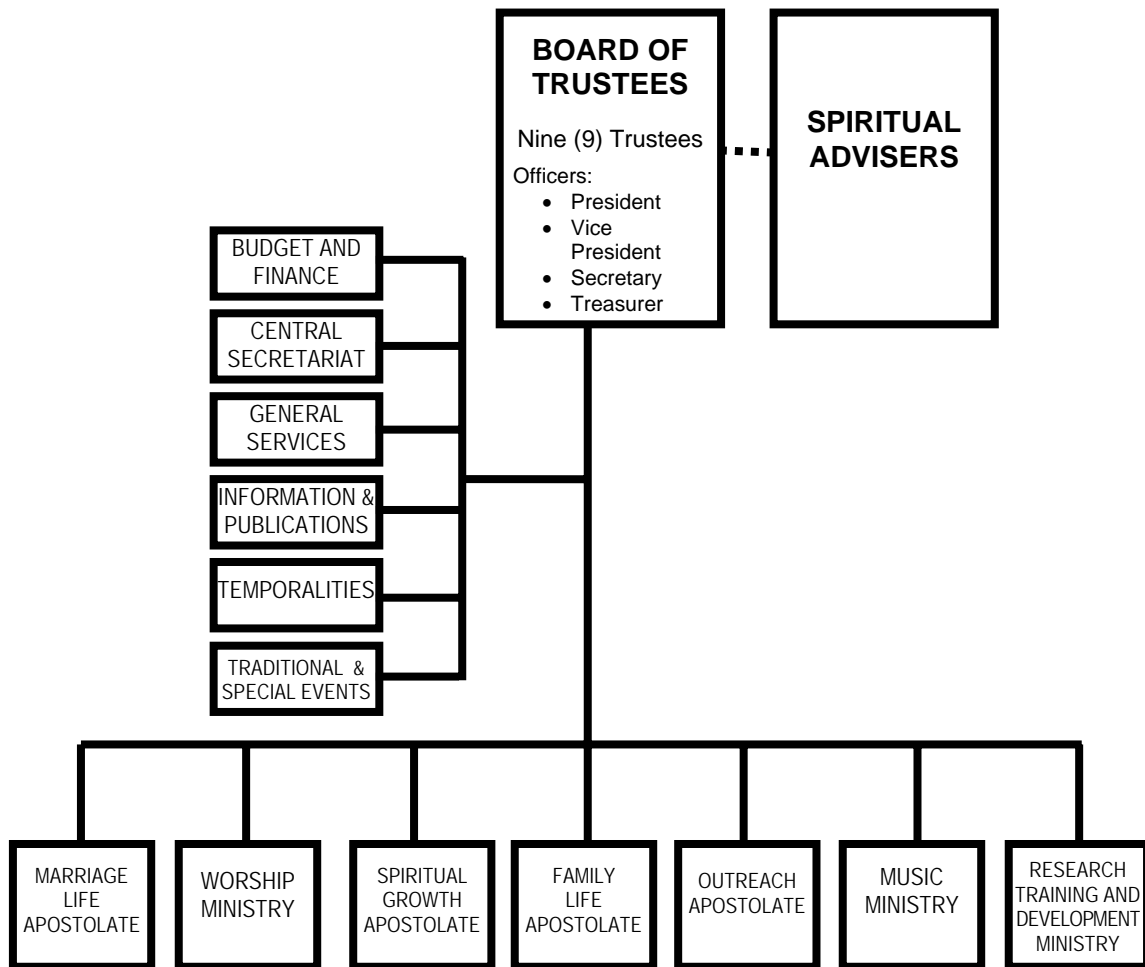 BOARD OF
TRUSTEES
Nine (9) Trustees
Officers:
• President
• Vice
President
• Secretary
• Treasurer
SPIRITUAL
ADVISERS
BUDGET AND
FINANCE
CENTRAL
SECRETARIAT
GENERAL
SERVICES
INFORMATION &
PUBLICATIONS
TEMPORALITIES
TRADITIONAL &
SPECIAL EVENTS
MARRIAGE
LIFE
APOSTOLATE
WORSHIP
MINISTRY
SPIRITUAL
GROWTH
APOSTOLATE
FAMILY
LIFE
APOSTOLATE
OUTREACH
APOSTOLATE
MUSIC
MINISTRY
RESEARCH
TRAINING AND
DEVELOPMENT
MINISTRY